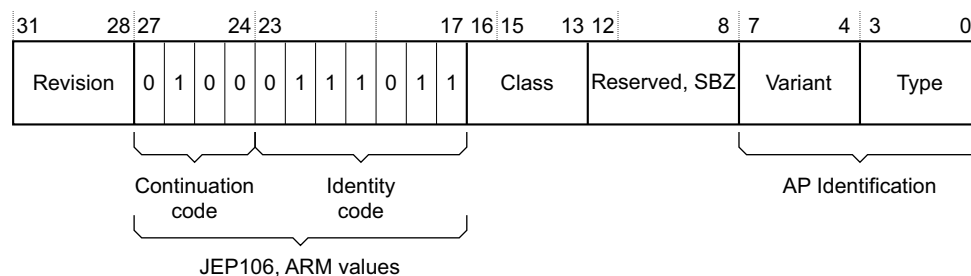 31 28 27 24 23 17 16 15 13 12 8 7 4 3 0
Revision 0 1 0 0 0 1 1 1 0 1 1 Class Reserved, SBZ Variant Type
Continuation Identity AP Identification
code code
JEP106, ARM values